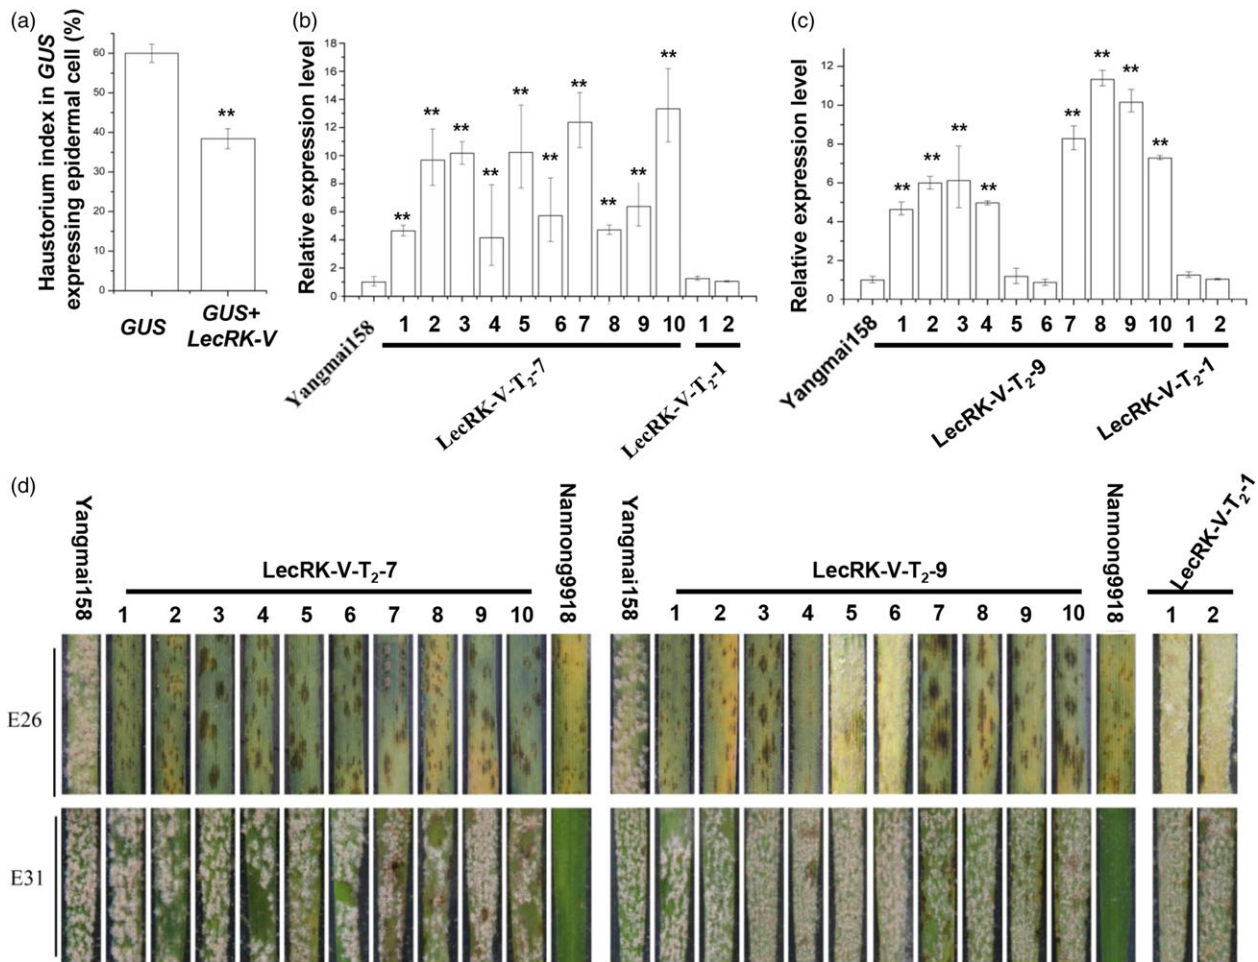 (a)
Haustorium index in GUS
expressing epidermal cell (%)
60
50
40
30
20
10
0
**
GUS
GUS+
LecRK-V
(b)
Relative expression level
18
16
14
12
10
8
6
4
2
0
** ** ** ** ** ** ** ** ** **
Yangmai158
1 2 3 4 5 6 7 8 9 10 1 2
LecRK-V-T₂-7
LecRK-V-T₂-1
(c)
Relative expression level
12
10
8
6
4
2
0
** ** ** ** ** ** ** **
Yangmai158
1 2 3 4 5 6 7 8 9 10 1 2
LecRK-V-T₂-9
LecRK-V-T₂-1
(d)
Yangmai158
LecRK-V-T₂-7
1 2 3 4 5 6 7 8 9 10
Nannong9918
Yangmai158
LecRK-V-T₂-9
1 2 3 4 5 6 7 8 9 10
Nannong9918
LecRK-V-T₂-1
1 2
E26
E31